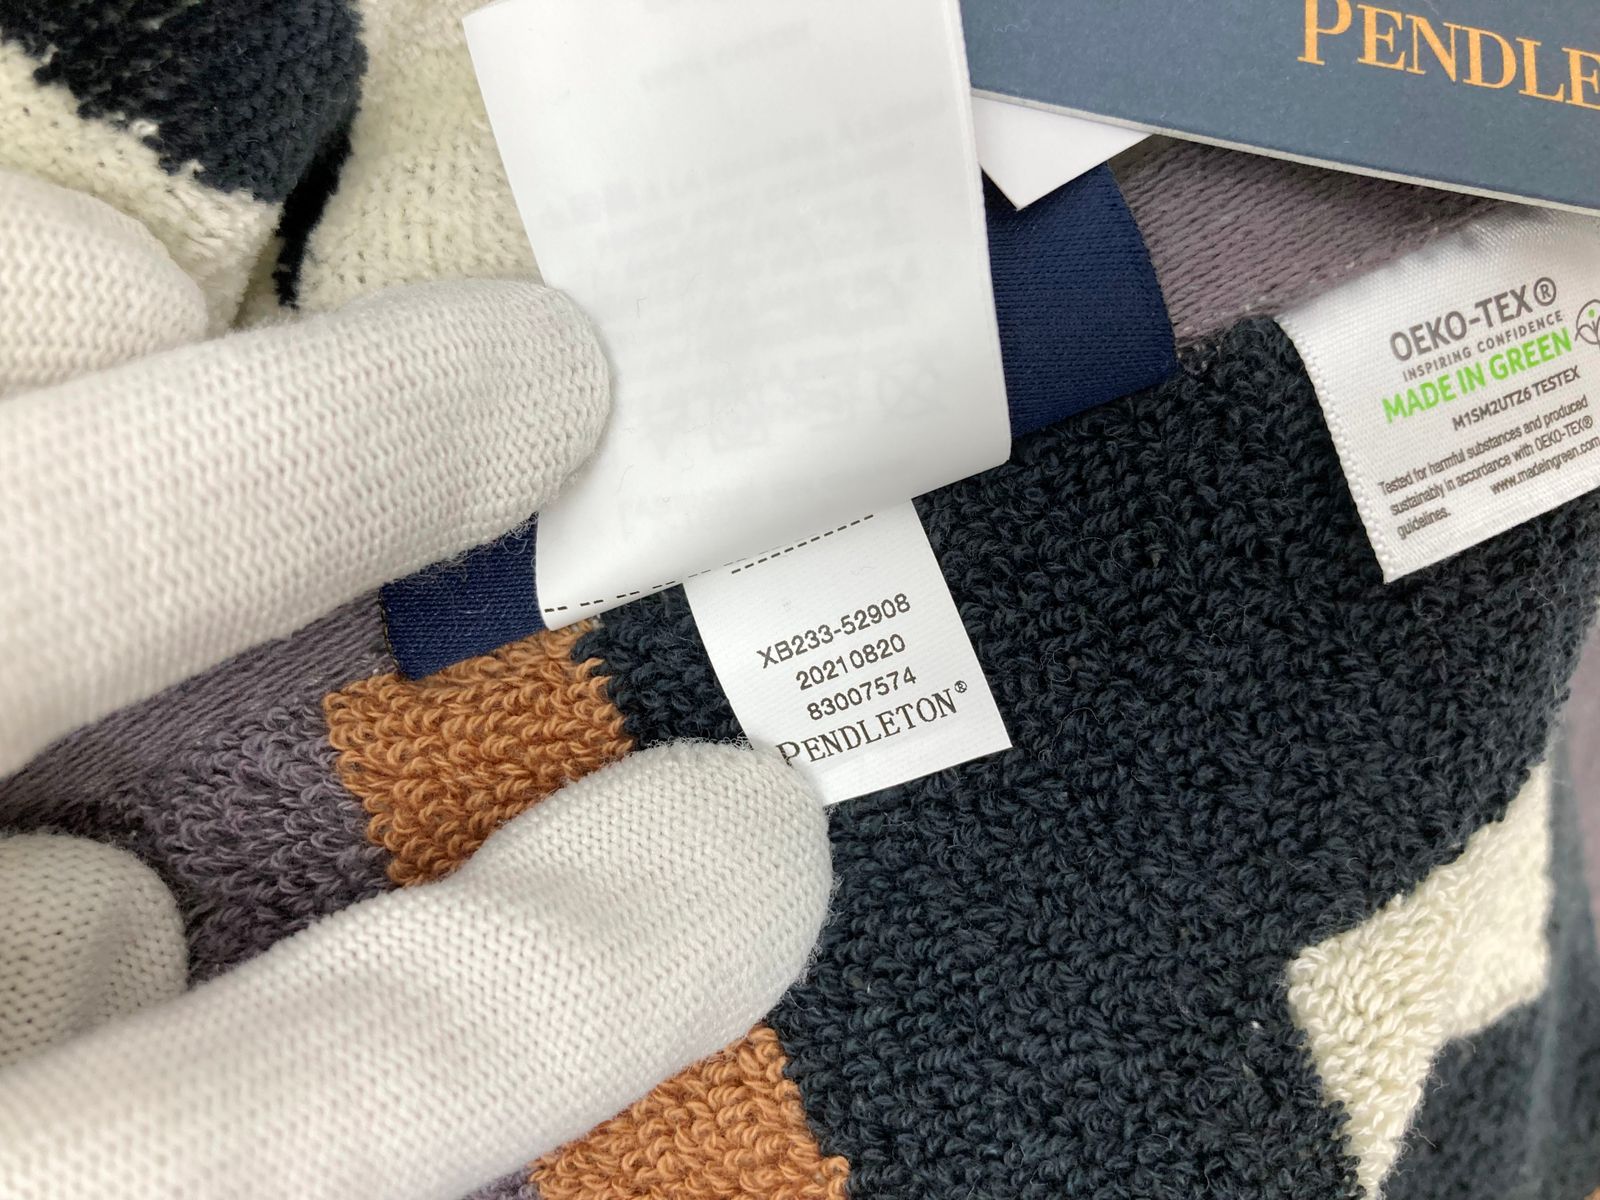 PENDLE
OEKO-TEX®
INSPIRING CONFIDENCE
MADE IN GREEN
M1SM2UTZ6 TESTEX
Tested for harmful substances and produced
sustainably in accordance with OEKO-TEX®
guidelines.
www.madeingreen.com
XB233-52908
20210820
83007574
PENDLETON®